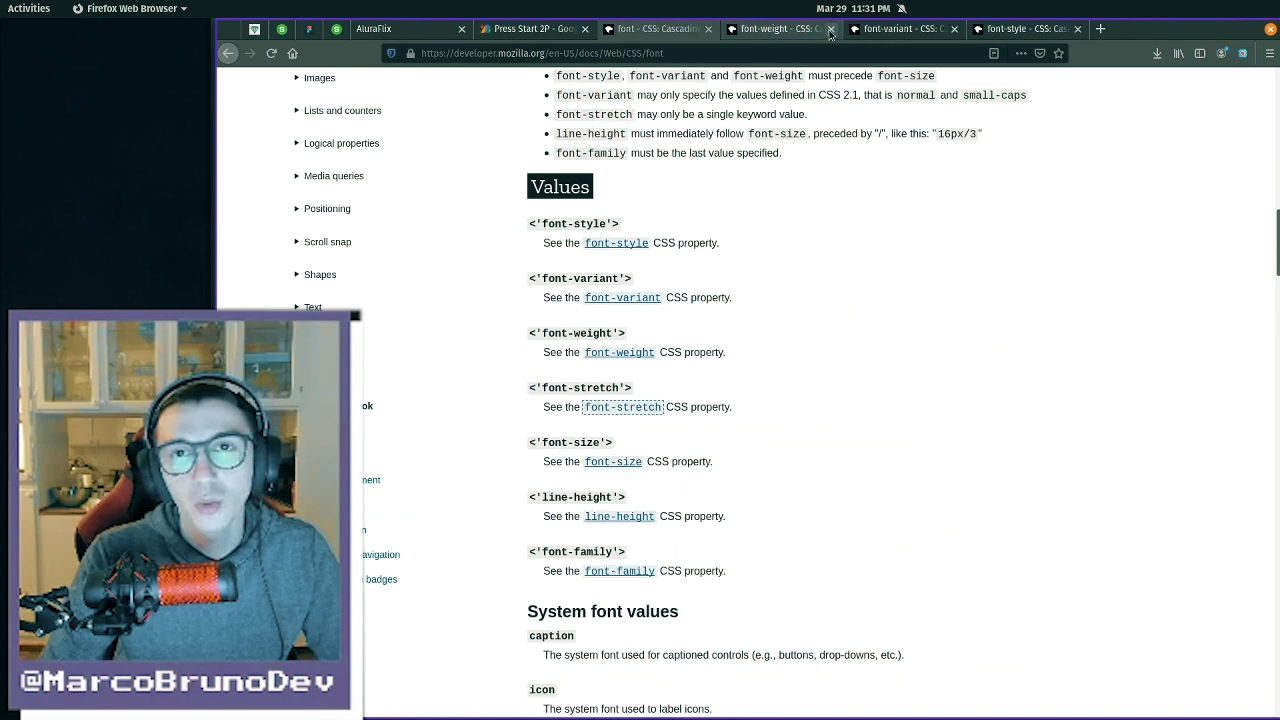 Activities
Firefox Web Browser
Mar 29 11:31 PM
AluraFlix
Press Start 2P - Goo
font - CSS: Cascading
font-weight - CSS: C
font-variant - CSS: C
font-style - CSS: Cas
https://developer.mozilla.org/en-US/docs/Web/CSS/font
Images
Lists and counters
Logical properties
Media queries
Positioning
Scroll snap
Shapes
Text
ok
ment
n
avigation
badges
font-style, font-variant and font-weight must precede font-size
font-variant may only specify the values defined in CSS 2.1, that is normal and small-caps
font-stretch may only be a single keyword value.
line-height must immediately follow font-size, preceded by "/", like this: "16px/3"
font-family must be the last value specified.
Values
<'font-style'>
See the font-style CSS property.
<'font-variant'>
See the font-variant CSS property.
<'font-weight'>
See the font-weight CSS property.
<'font-stretch'>
See the font-stretch CSS property.
<'font-size'>
See the font-size CSS property.
<'line-height'>
See the line-height CSS property.
<'font-family'>
See the font-family CSS property.
System font values
caption
The system font used for captioned controls (e.g., buttons, drop-downs, etc.).
icon
The system font used to label icons.
@MarcoBrunoDev